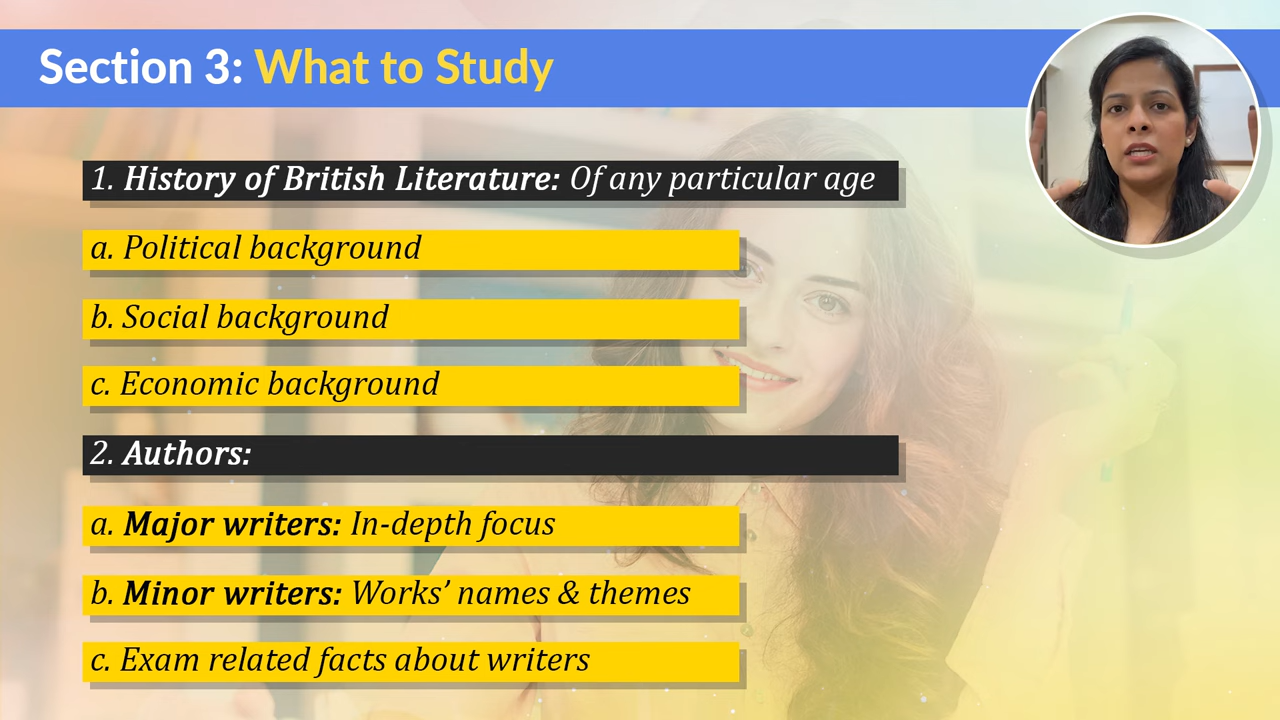 Section 3: What to Study
1. History of British Literature: Of any particular age
a. Political background
b. Social background
c. Economic background
2. Authors:
a. Major writers: In-depth focus
b. Minor writers: Works’ names & themes
c. Exam related facts about writers